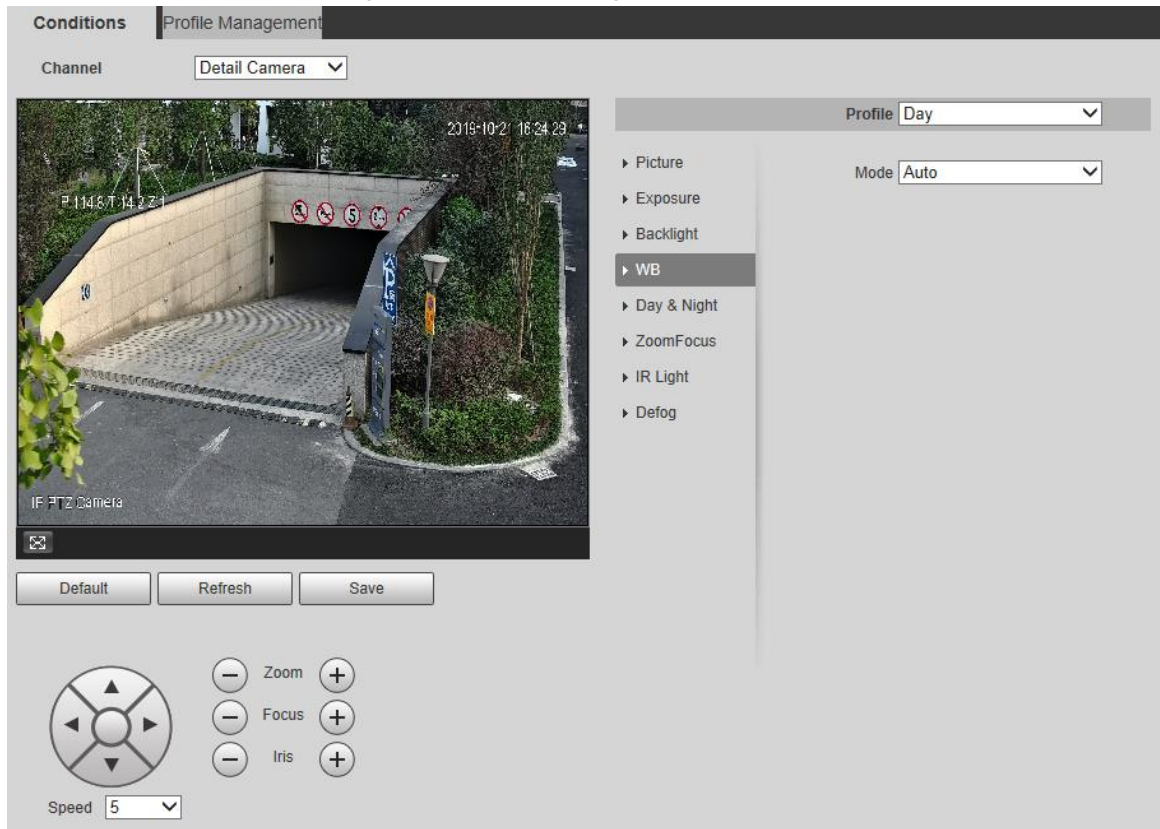 Conditions
Profile Management
Channel
Detail Camera
2019-10-21 16:24:29
P:114.8 T:14.2 Z:1
5
IP PTZ Camera
Default
Refresh
Save
Zoom
Focus
Iris
Speed
5
Profile
Day
Picture
Exposure
Backlight
WB
Day & Night
ZoomFocus
IR Light
Defog
Mode
Auto